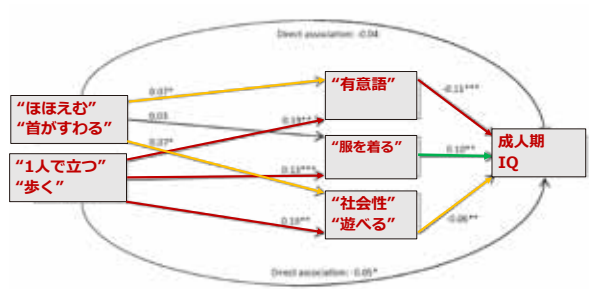 Direct association: -0.04
0.07*
"有意語"
-0.11***
"ほほえむ"
"首がすわる"
0.03
0.19***
"服を着る"
0.10**
成人期
IQ
0.07*
"1人で立つ"
"歩く"
0.13***
"社会性"
"遊べる"
0.10**
-0.06**
Direct association: -0.05*